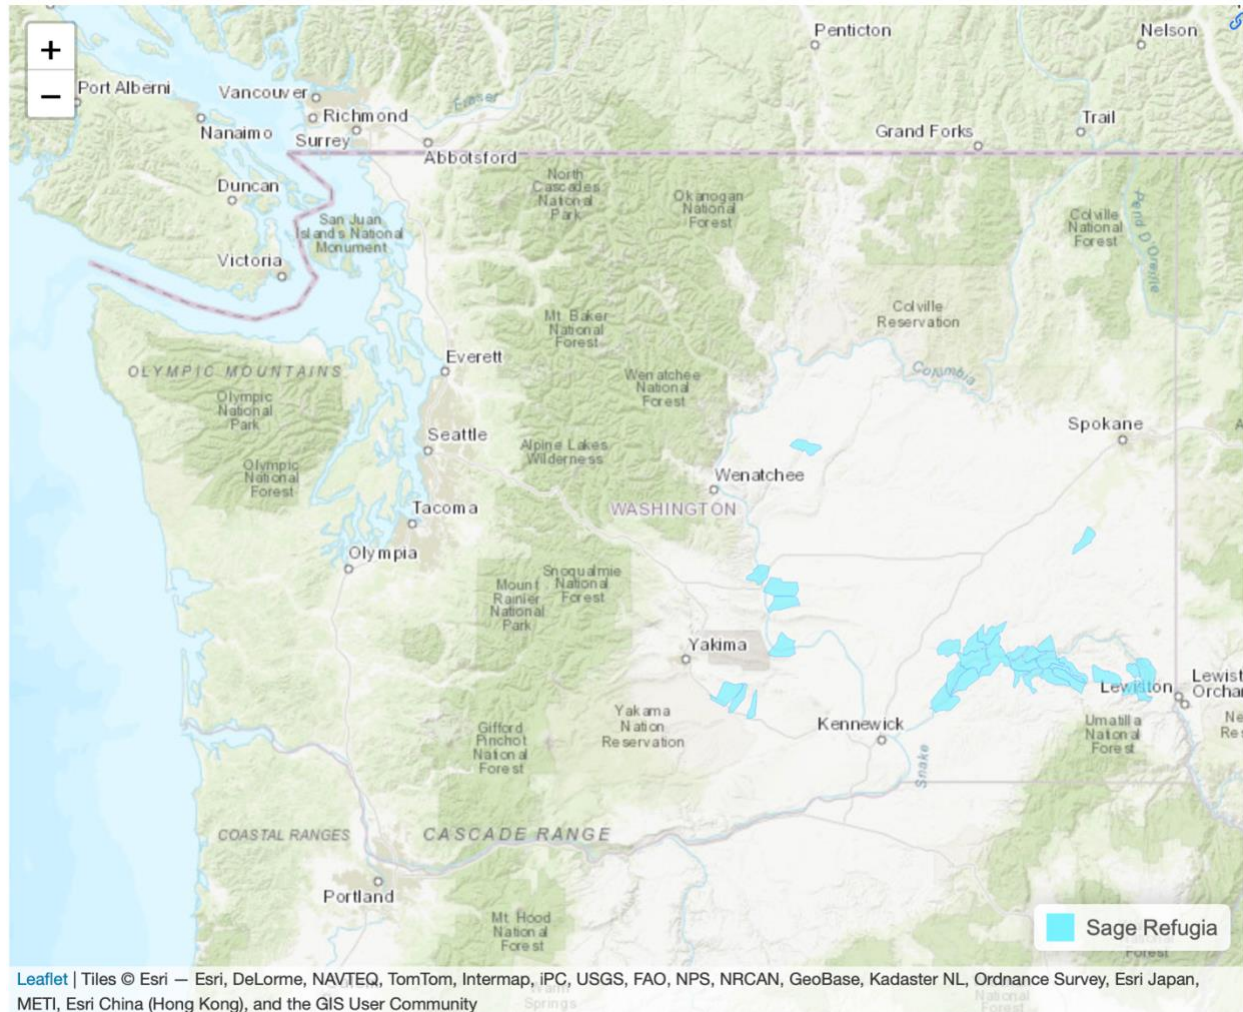 +
−
Penticton
Nelson
Port Alberni
Vancouver
Fraser
Richmond
Nanaimo
Surrey
Abbotsford
Grand Forks
Trail
Duncan
North
Cascades
National
Park
Okanogan
National
Forest
Pend
Oreille
Colville
National
Forest
San Juan
Islands National
Monument
Victoria
Colville
Reservation
Mt Baker
National
Forest
Everett
OLYMPIC MOUNTAINS
Olympic
National
Park
Wenatchee
National
Forest
Columbia
Seattle
Spokane
Alpine Lakes
Wilderness
Olympic
National
Forest
Wenatchee
WASHINGTON
Tacoma
Olympia
Snoqualmie
National
Forest
Mount
Rainier
National
Park
Yakima
Lewiston
Yakama
Nation
Reservation
Kennewick
Umatilla
National
Forest
Snake
Gifford
Pinchot
National
Forest
COASTAL RANGES
CASCADE RANGE
Portland
Mt Hood
National
Forest
Sage Refugia
Leaflet | Tiles © Esri — Esri, DeLorme, NAVTEQ, TomTom, Intermap, iPC, USGS, FAO, NPS, NRCAN, GeoBase, Kadaster NL, Ordnance Survey, Esri Japan,
METI, Esri China (Hong Kong), and the GIS User Community